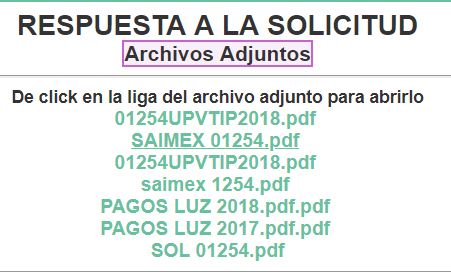 RESPUESTA A LA SOLICITUD
Archivos Adjuntos
De click en la liga del archivo adjunto para abrirlo
01254UPVTIP2018.pdf
SAIMEX 01254.pdf
01254UPVTIP2018.pdf
saimex 1254.pdf
PAGOS LUZ 2018.pdf.pdf
PAGOS LUZ 2017.pdf.pdf
SOL 01254.pdf